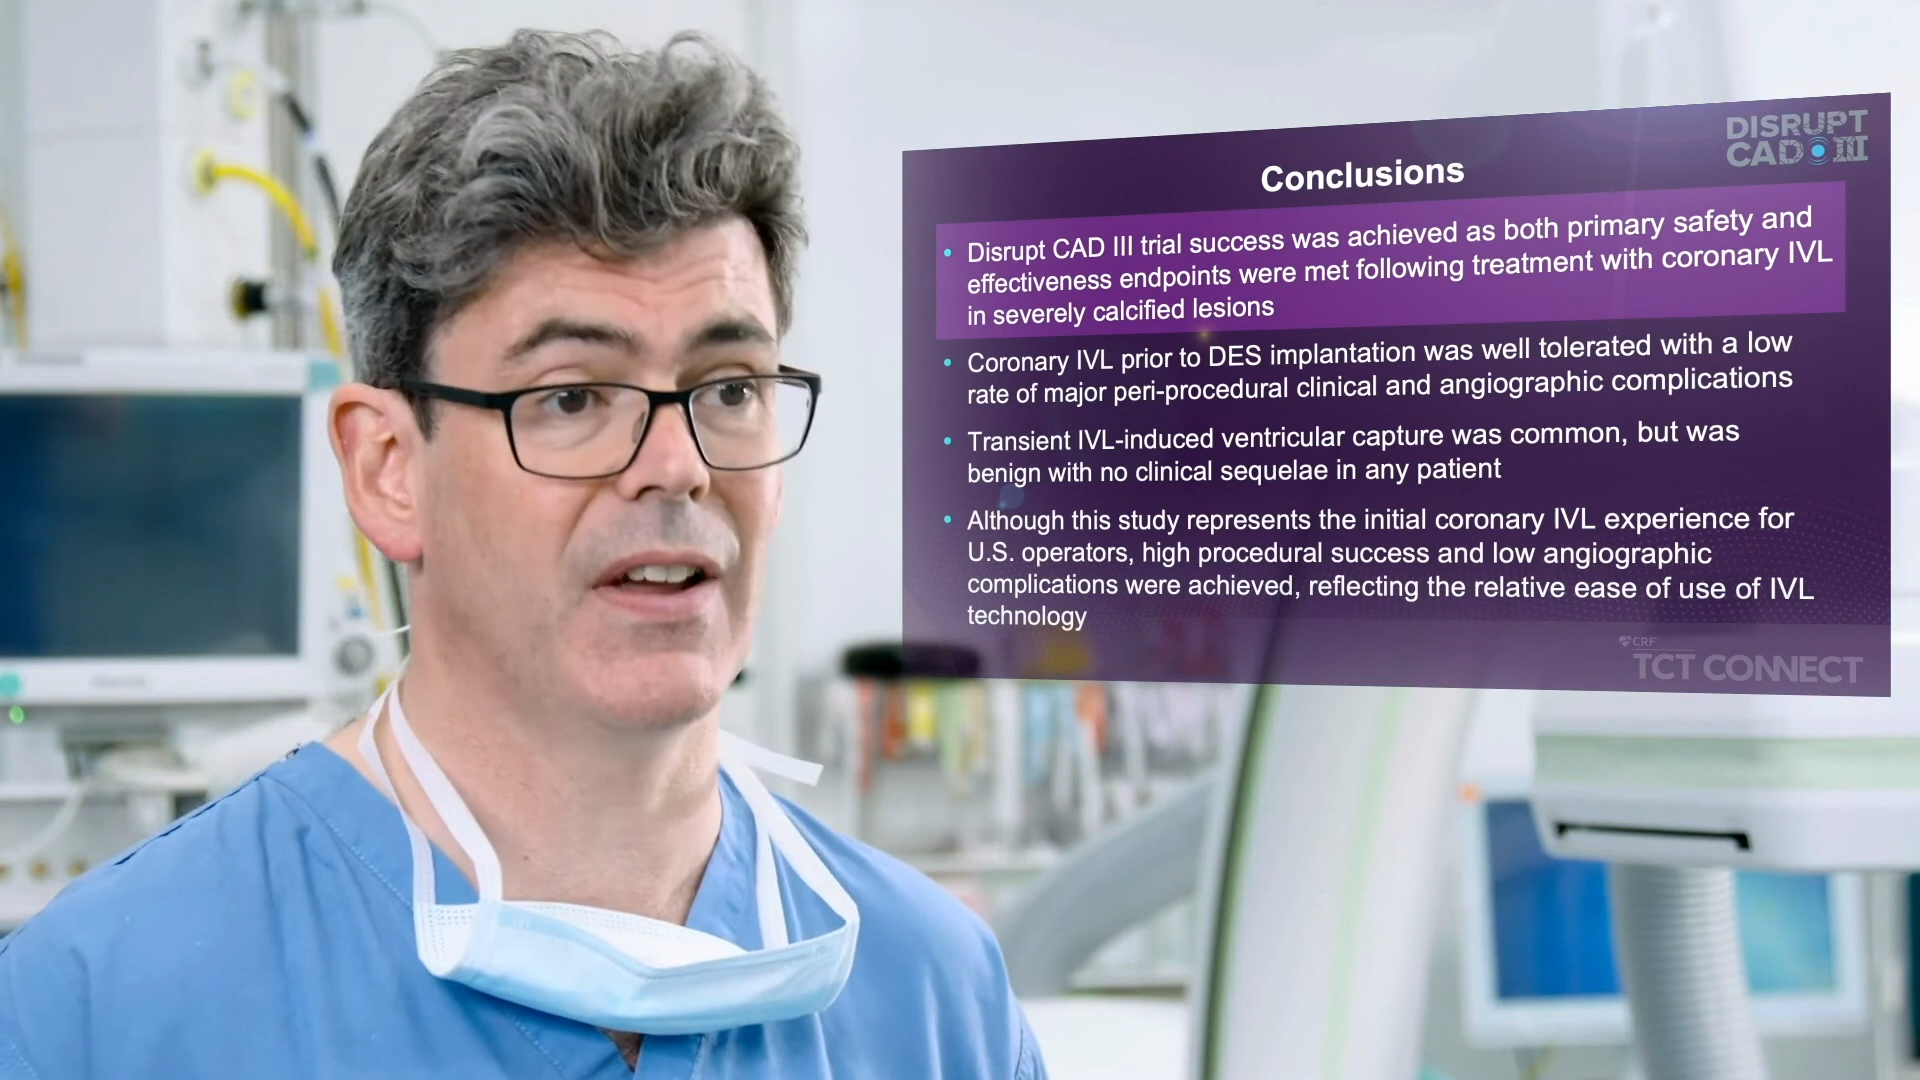 DISRUPT
CAD III
Conclusions
• Disrupt CAD III trial success was achieved as both primary safety and
effectiveness endpoints were met following treatment with coronary IVL
in severely calcified lesions
• Coronary IVL prior to DES implantation was well tolerated with a low
rate of major peri-procedural clinical and angiographic complications
• Transient IVL-induced ventricular capture was common, but was
benign with no clinical sequelae in any patient
• Although this study represents the initial coronary IVL experience for
U.S. operators, high procedural success and low angiographic
complications were achieved, reflecting the relative ease of use of IVL
technology
CRF
TCT CONNECT